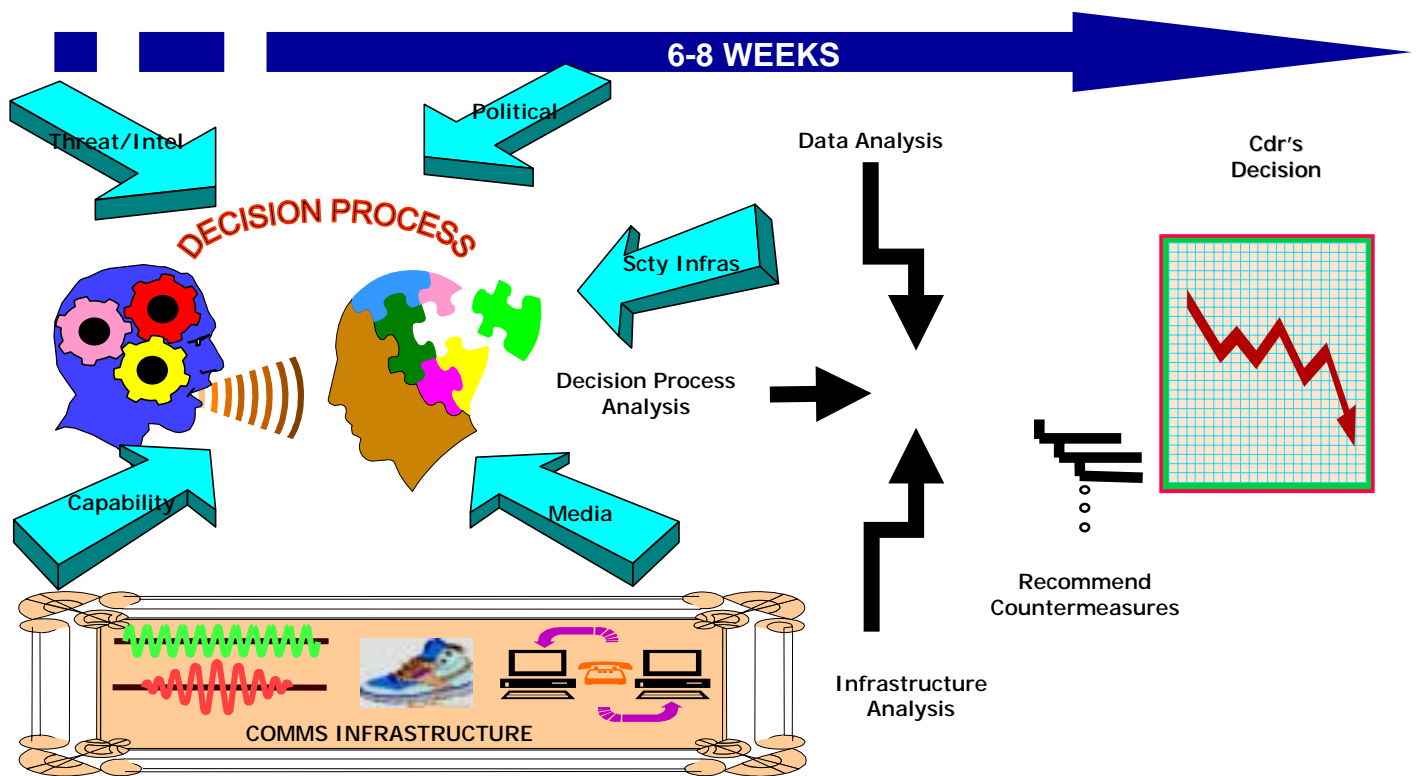 6-8 WEEKS
Threat/Intel
Political
Data Analysis
Cdr's
Decision
DECISION PROCESS
Scty Infras
Decision Process
Analysis
Capability
Media
Recommend
Countermeasures
Infrastructure
Analysis
COMMS INFRASTRUCTURE